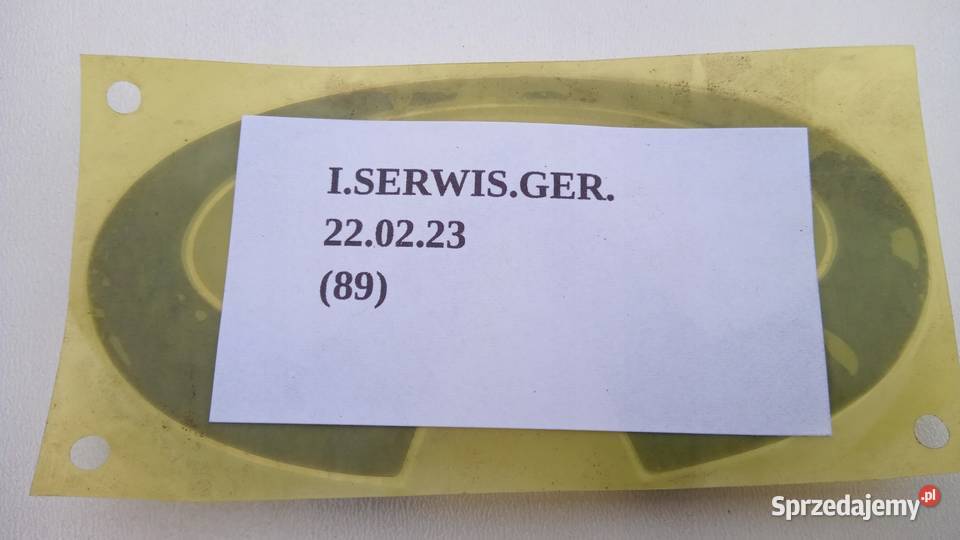 I.SERWIS.GER.
22.02.23
(89)
Sprzedajemy.pl